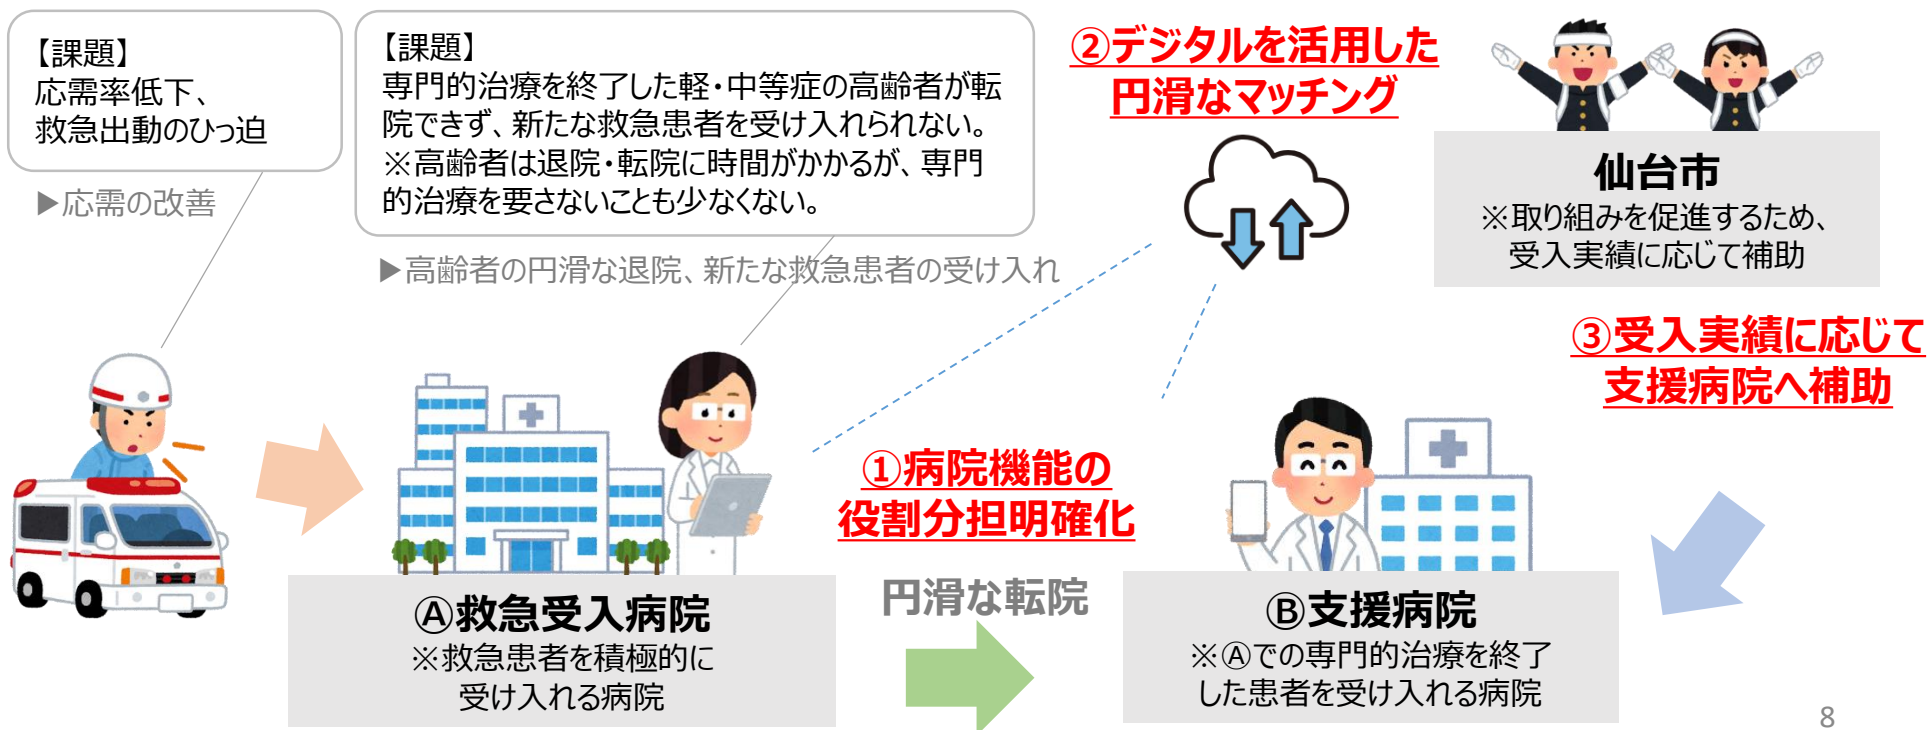 【課題】
応需率低下、
救急出動のひっ迫
▶応需の改善
【課題】
専門的治療を終了した軽・中等症の高齢者が転
院できず、新たな救急患者を受け入れられない。
※高齢者は退院・転院に時間がかかるが、専門
的治療を要さないことも少なくない。
▶高齢者の円滑な退院、新たな救急患者の受け入れ
②デジタルを活用した
円滑なマッチング
仙台市
※取り組みを促進するため、
受入実績に応じて補助
③受入実績に応じて
支援病院へ補助
①病院機能の
役割分担明確化
円滑な転院
Ⓐ救急受入病院
※救急患者を積極的に
受け入れる病院
Ⓑ支援病院
※Ⓐでの専門的治療を終了
した患者を受け入れる病院
8